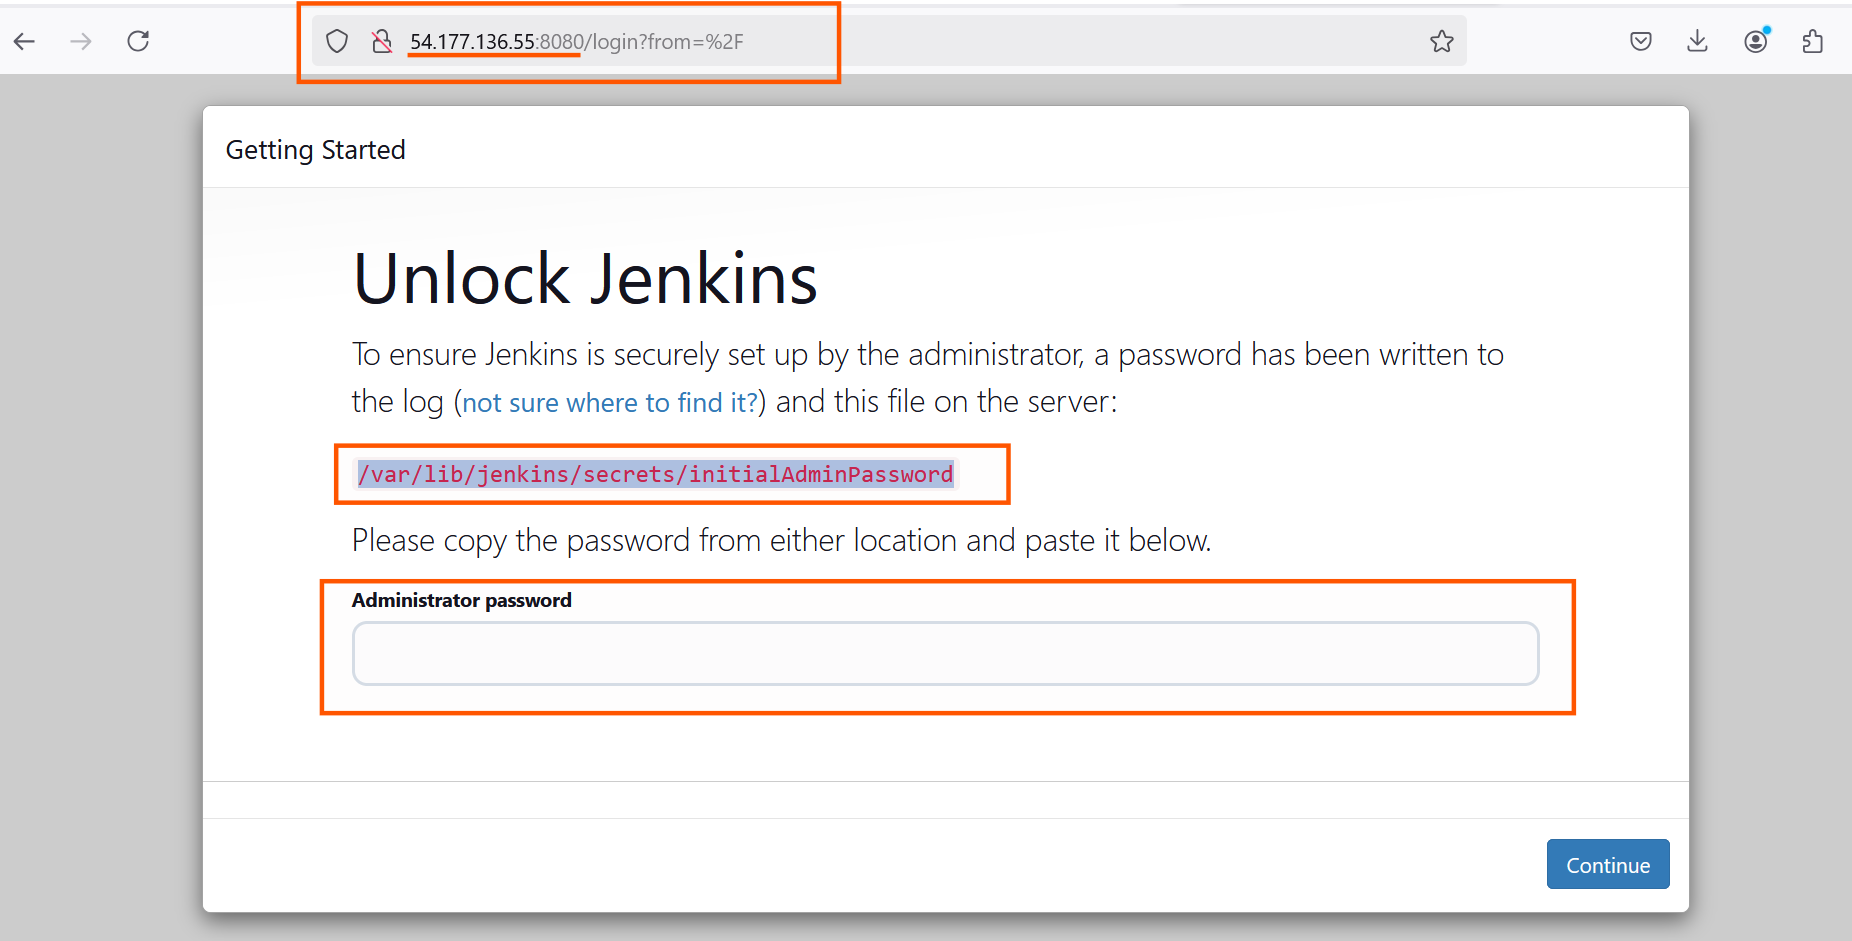 54.177.136.55:8080/login?from=%2F
Getting Started
Unlock Jenkins
To ensure Jenkins is securely set up by the administrator, a password has been written to
the log (not sure where to find it?) and this file on the server:
/var/lib/jenkins/secrets/initialAdminPassword
Please copy the password from either location and paste it below.
Administrator password
Continue